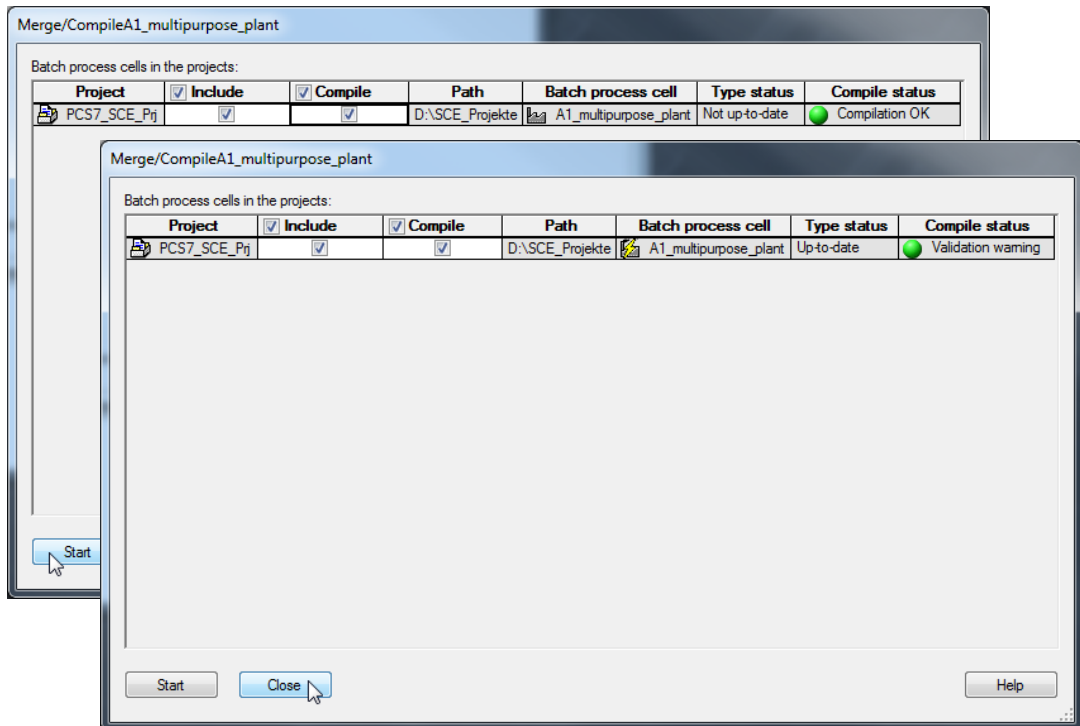 Merge/CompileA1_multipurpose_plant
Batch process cells in the projects:
Project Include Compile Path Batch process cell Type status Compile status
PCS7_SCE_Prj D:\SCE_Projekte A1_multipurpose_plant Not up-to-date Compilation OK
Start
Merge/CompileA1_multipurpose_plant
Batch process cells in the projects:
Project Include Compile Path Batch process cell Type status Compile status
PCS7_SCE_Prj D:\SCE_Projekte A1_multipurpose_plant Up-to-date Validation warning
Start Close Help